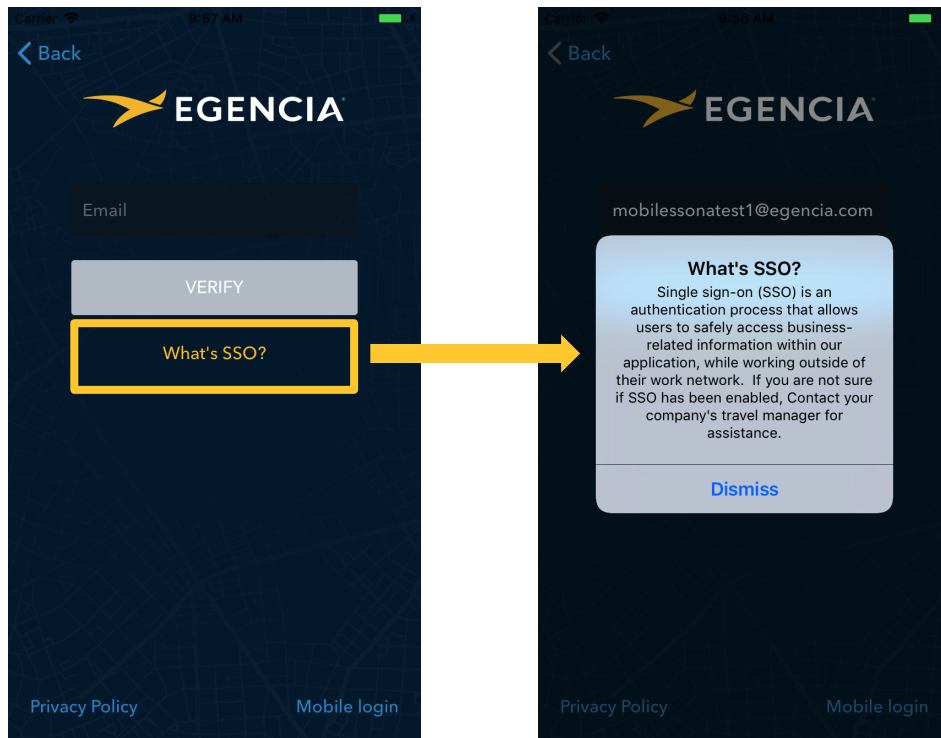 Carrier 9:57 AM
Back
EGENCIA
Email
VERIFY
What's SSO?
Privacy Policy
Mobile login
Carrier 9:58 AM
Back
EGENCIA
mobilessonatest1@egencia.com
What's SSO?
Single sign-on (SSO) is an
authentication process that allows
users to safely access business-
related information within our
application, while working outside of
their work network.  If you are not sure
if SSO has been enabled, Contact your
company's travel manager for
assistance.
Dismiss
Privacy Policy
Mobile login